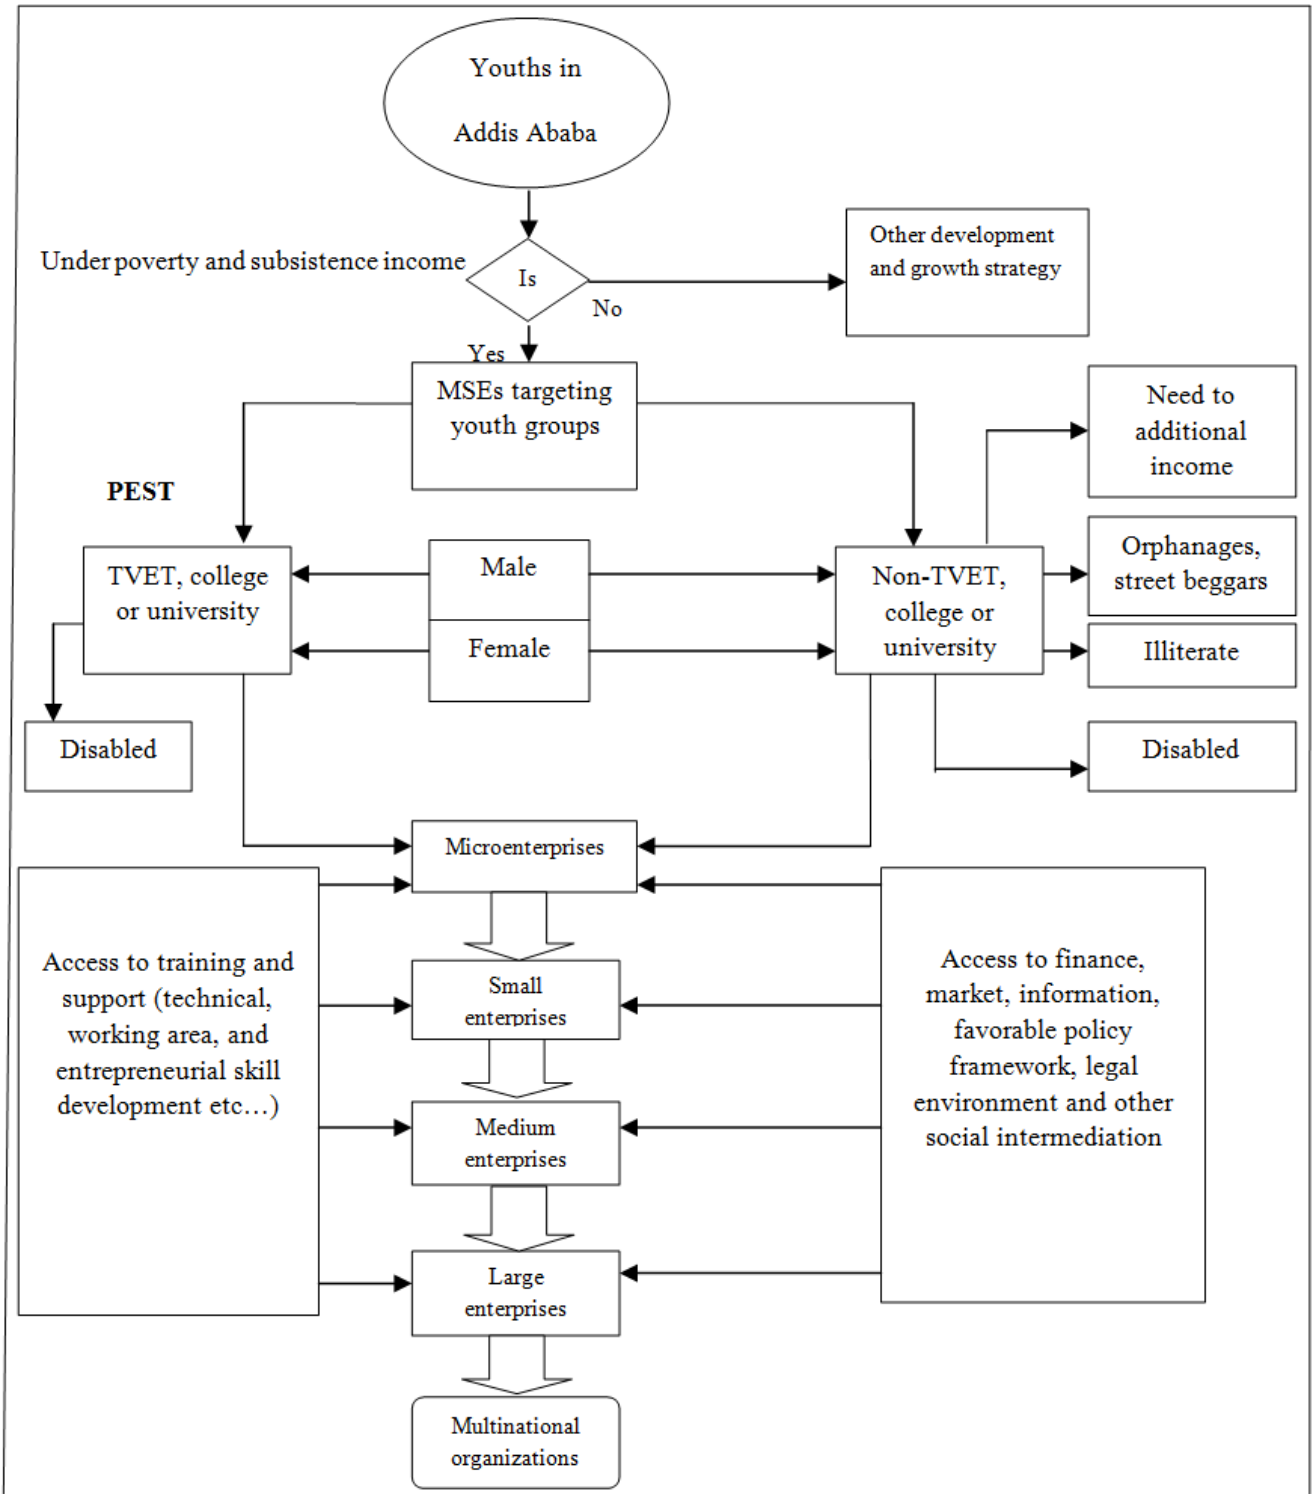 Youths in
Addis Ababa
Under poverty and subsistence income
Is
No
Other development
and growth strategy
Yes
MSEs targeting
youth groups
Need to
additional
income
PEST
TVET, college
or university
Male
Female
Non-TVET,
college or
university
Orphanages,
street beggars
Illiterate
Disabled
Disabled
Microenterprises
Access to training and
support (technical,
working area, and
entrepreneurial skill
development etc...)
Small
enterprises
Medium
enterprises
Large
enterprises
Access to finance,
market, information,
favorable policy
framework, legal
environment and other
social intermediation
Multinational
organizations